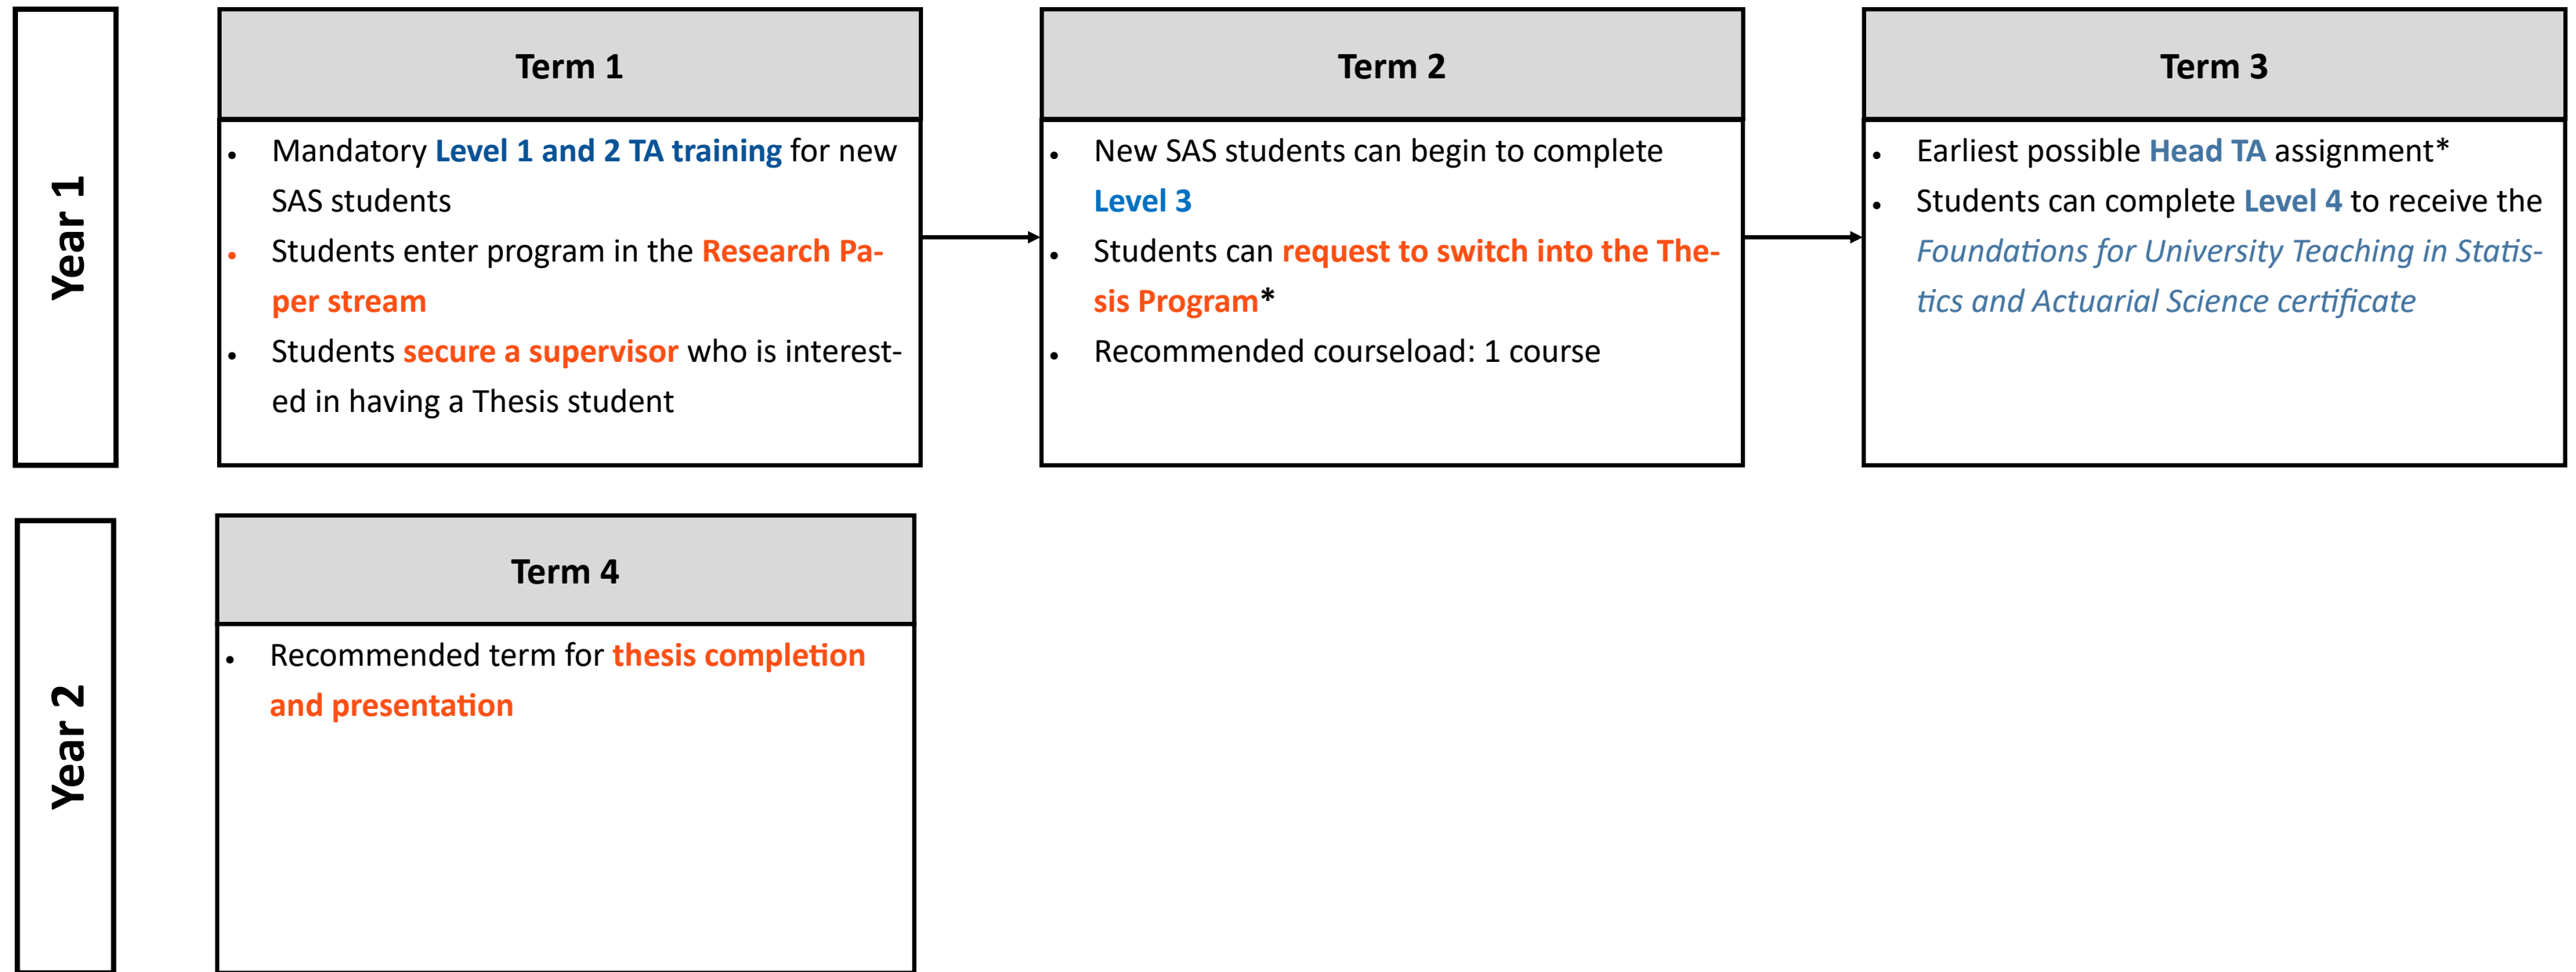 Year 1
Term 1
• Mandatory Level 1 and 2 TA training for new
SAS students
• Students enter program in the Research Pa-
per stream
• Students secure a supervisor who is interest-
ed in having a Thesis student
Term 2
• New SAS students can begin to complete
Level 3
• Students can request to switch into the The-
sis Program*
• Recommended courseload: 1 course
Term 3
• Earliest possible Head TA assignment*
• Students can complete Level 4 to receive the
Foundations for University Teaching in Statis-
tics and Actuarial Science certificate
Year 2
Term 4
• Recommended term for thesis completion
and presentation